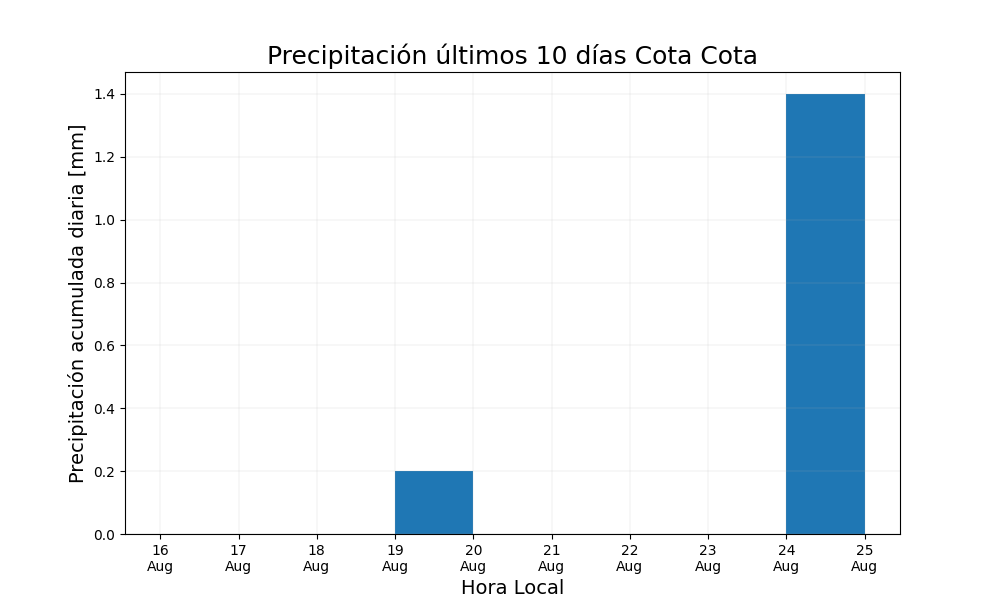 Precipitación últimos 10 días Cota Cota
Precipitación acumulada diaria [mm]
1.4
1.2
1.0
0.8
0.6
0.4
0.2
0.0
16 17 18 19 20 21 22 23 24 25
Aug Aug Aug Aug Aug Aug Aug Aug Aug Aug
Hora Local